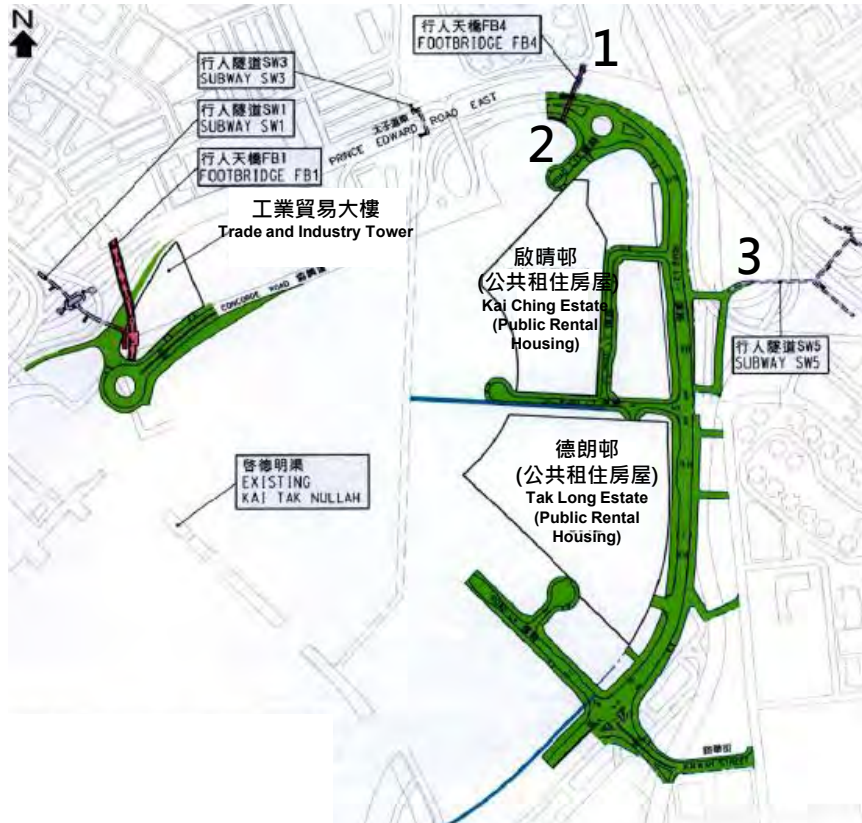 N
行人天橋FB4
FOOTBRIDGE FB4
1
行人隧道SW3
SUBWAY SW3
行人隧道SW1
SUBWAY SW1
行人天橋FB1
FOOTBRIDGE FB1
太子道東
PRINCE EDWARD ROAD EAST
2
工業貿易大樓
Trade and Industry Tower
CONCORDE ROAD
啟晴邨
(公共租住房屋)
Kai Ching Estate
(Public Rental
Housing)
3
行人隧道SW5
SUBWAY SW5
德朗邨
(公共租住房屋)
Tak Long Estate
(Public Rental
Housing)
啓德明渠
EXISTING
KAI TAK NULLAH